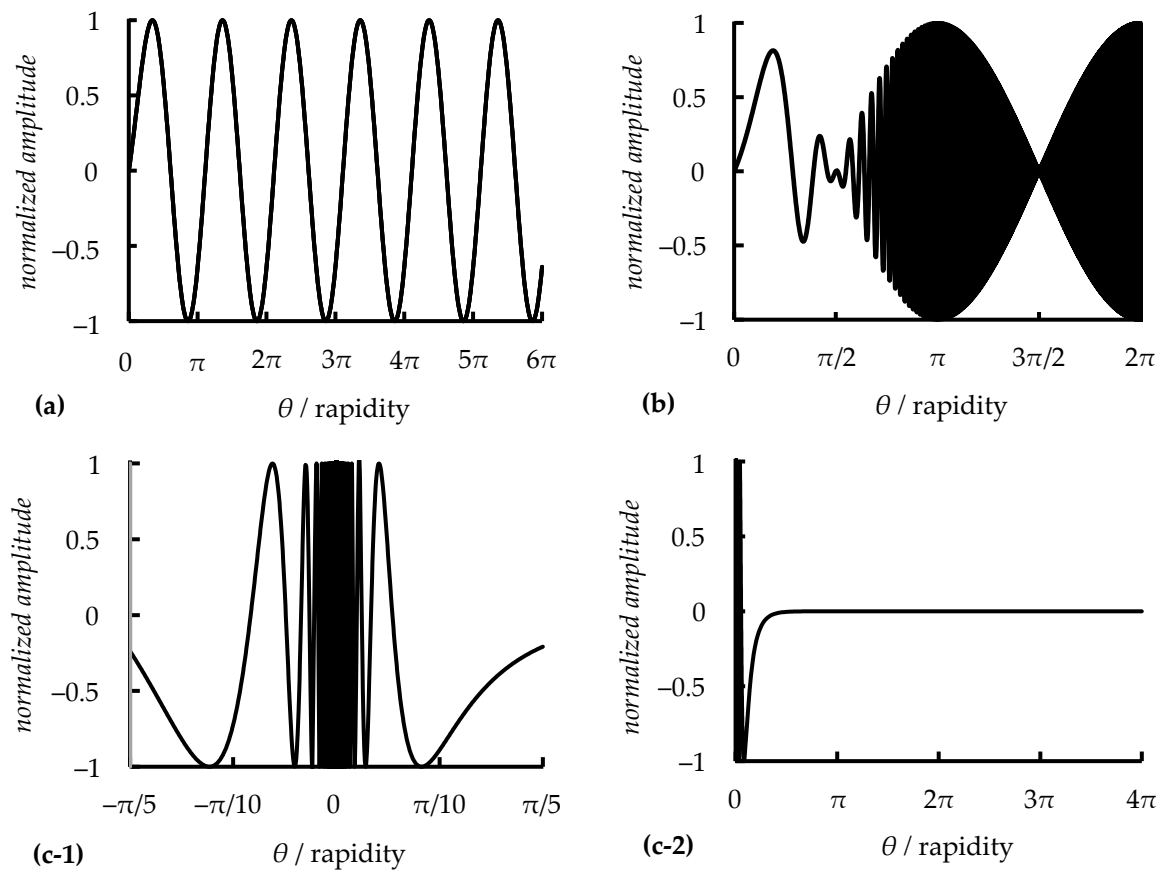 normalized amplitude
1
0.5
0
–0.5
–1
0
π
2π
3π
4π
5π
6π
(a)
θ / rapidity
normalized amplitude
1
0.5
0
–0.5
–1
0
π/2
π
3π/2
2π
(b)
θ / rapidity
normalized amplitude
1
0.5
0
–0.5
–1
–π/5
–π/10
0
π/10
π/5
(c-1)
θ / rapidity
normalized amplitude
1
0.5
0
–0.5
–1
0
π
2π
3π
4π
(c-2)
θ / rapidity